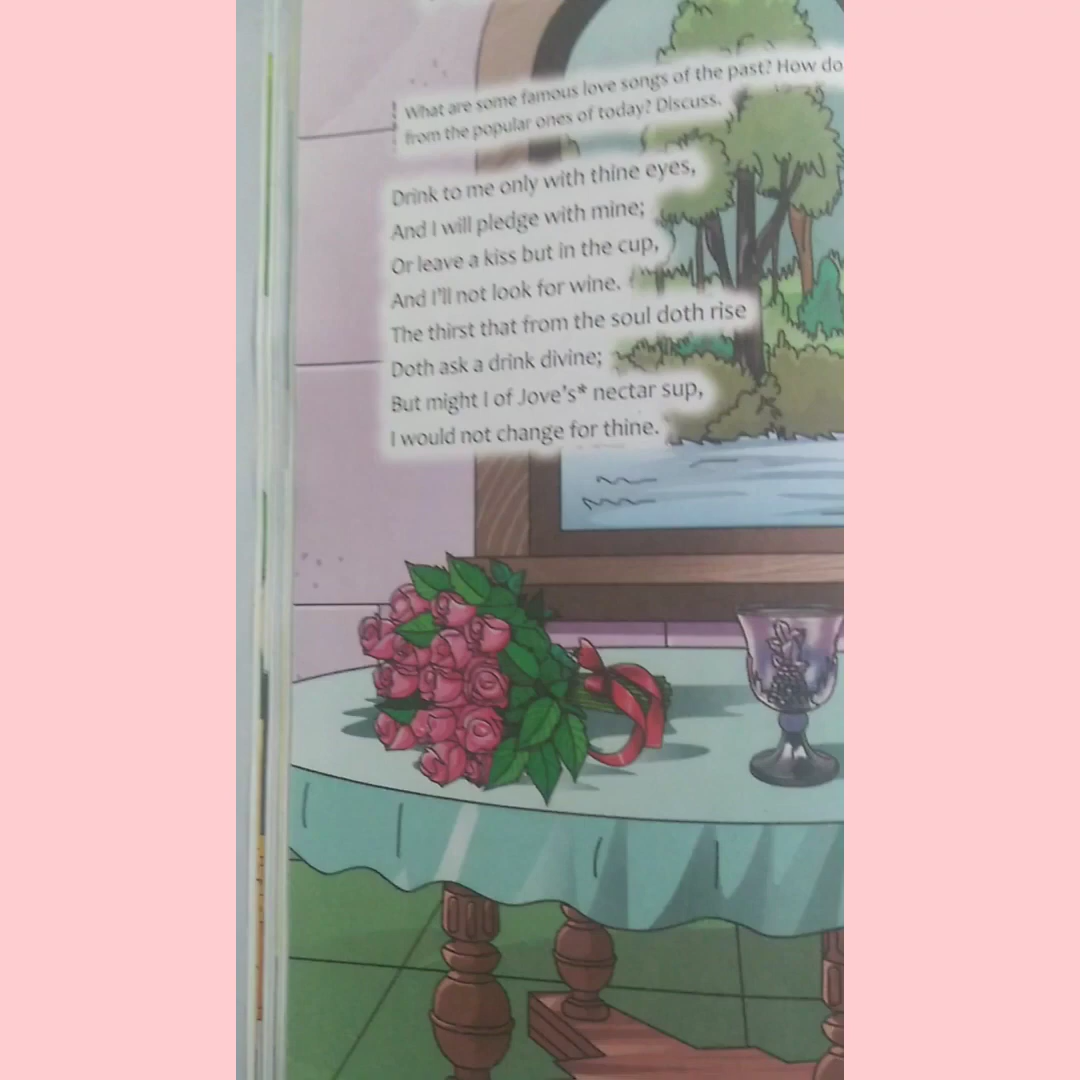 What are some famous love songs of the past? How do
from the popular ones of today? Discuss.
Drink to me only with thine eyes,
And I will pledge with mine;
Or leave a kiss but in the cup,
And I'll not look for wine.
The thirst that from the soul doth rise
Doth ask a drink divine;
But might I of Jove's* nectar sup,
I would not change for thine.